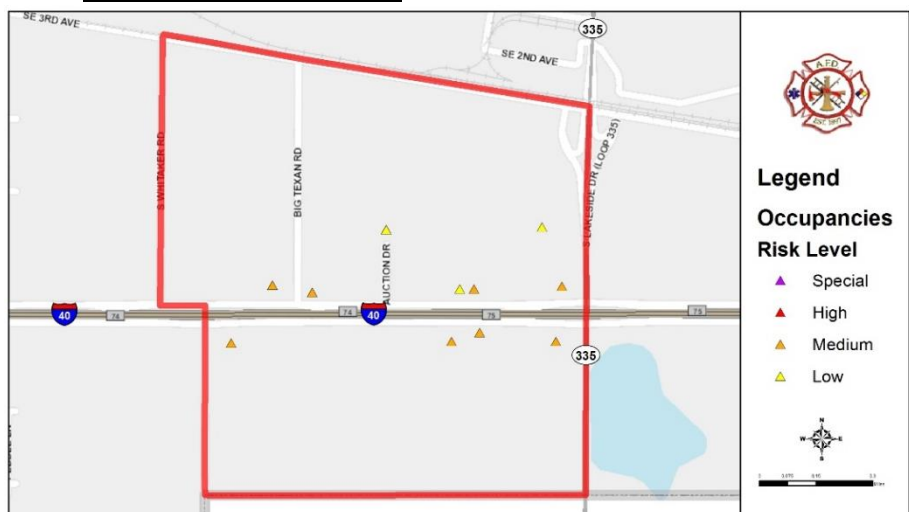 SE 3RD AVE
335
SE 2ND AVE
S WHITAKER RD
BIG TEXAN RD
S LAKESIDE DR (LOOP 335)
AUCTION DR
40
74
74
40
75
75
335
A.F.D
Legend
Occupancies
Risk Level
Special
High
Medium
Low
N
W
E
S